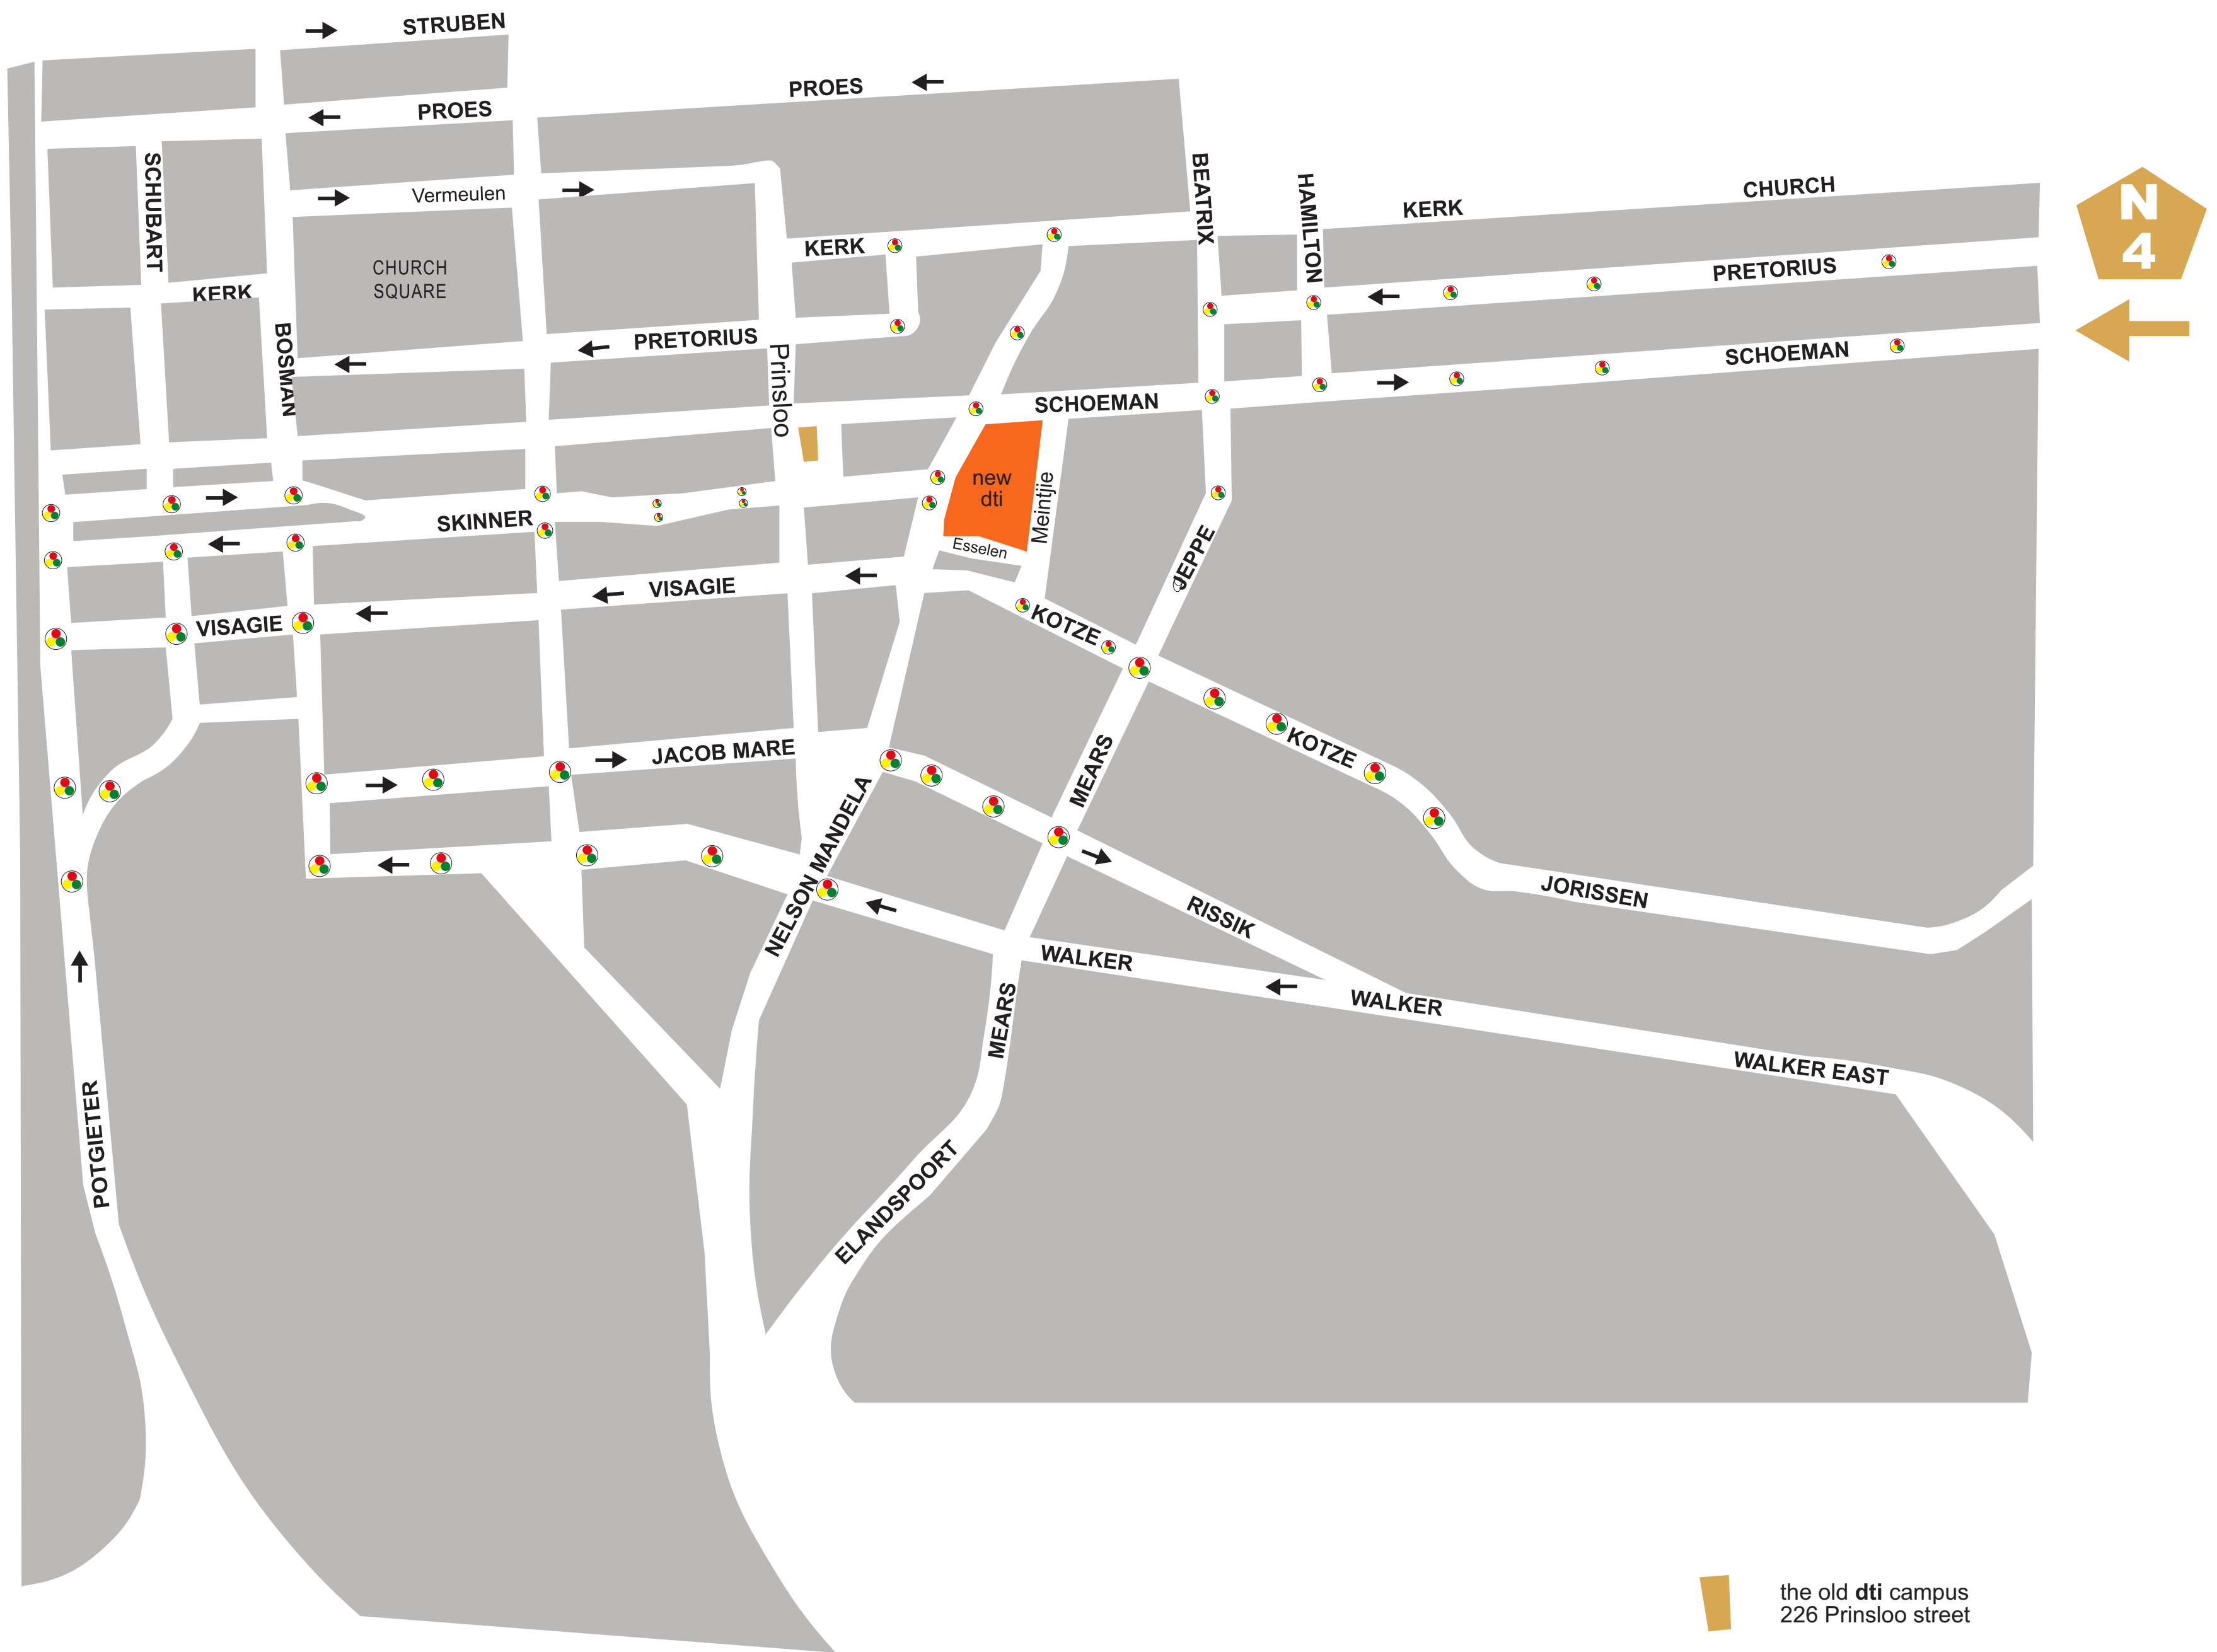 STRUBEN
PROES
PROES
SCHUBART
Vermeulen
BEATRIX
HAMILTON
KERK
CHURCH
N
4
CHURCH
SQUARE
KERK
KERK
PRETORIUS
BOSMAN
PRETORIUS
Prinsloo
SCHOEMAN
SCHOEMAN
new
dti
Meintjie
SKINNER
Esselen
JEPPE
VISAGIE
VISAGIE
KOTZE
JACOB MARE
MEARS
KOTZE
NELSON MANDELA
JORISSEN
RISSIK
WALKER
MEARS
WALKER
WALKER EAST
POTGIETER
ELANDSPOORT
the old dti campus
226 Prinsloo street